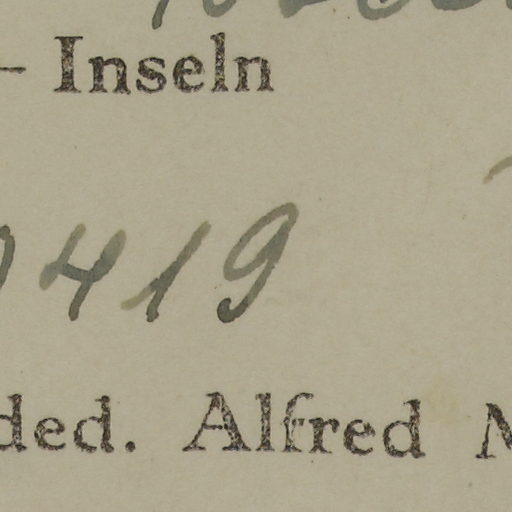 – Inseln
419
ded. Alfred